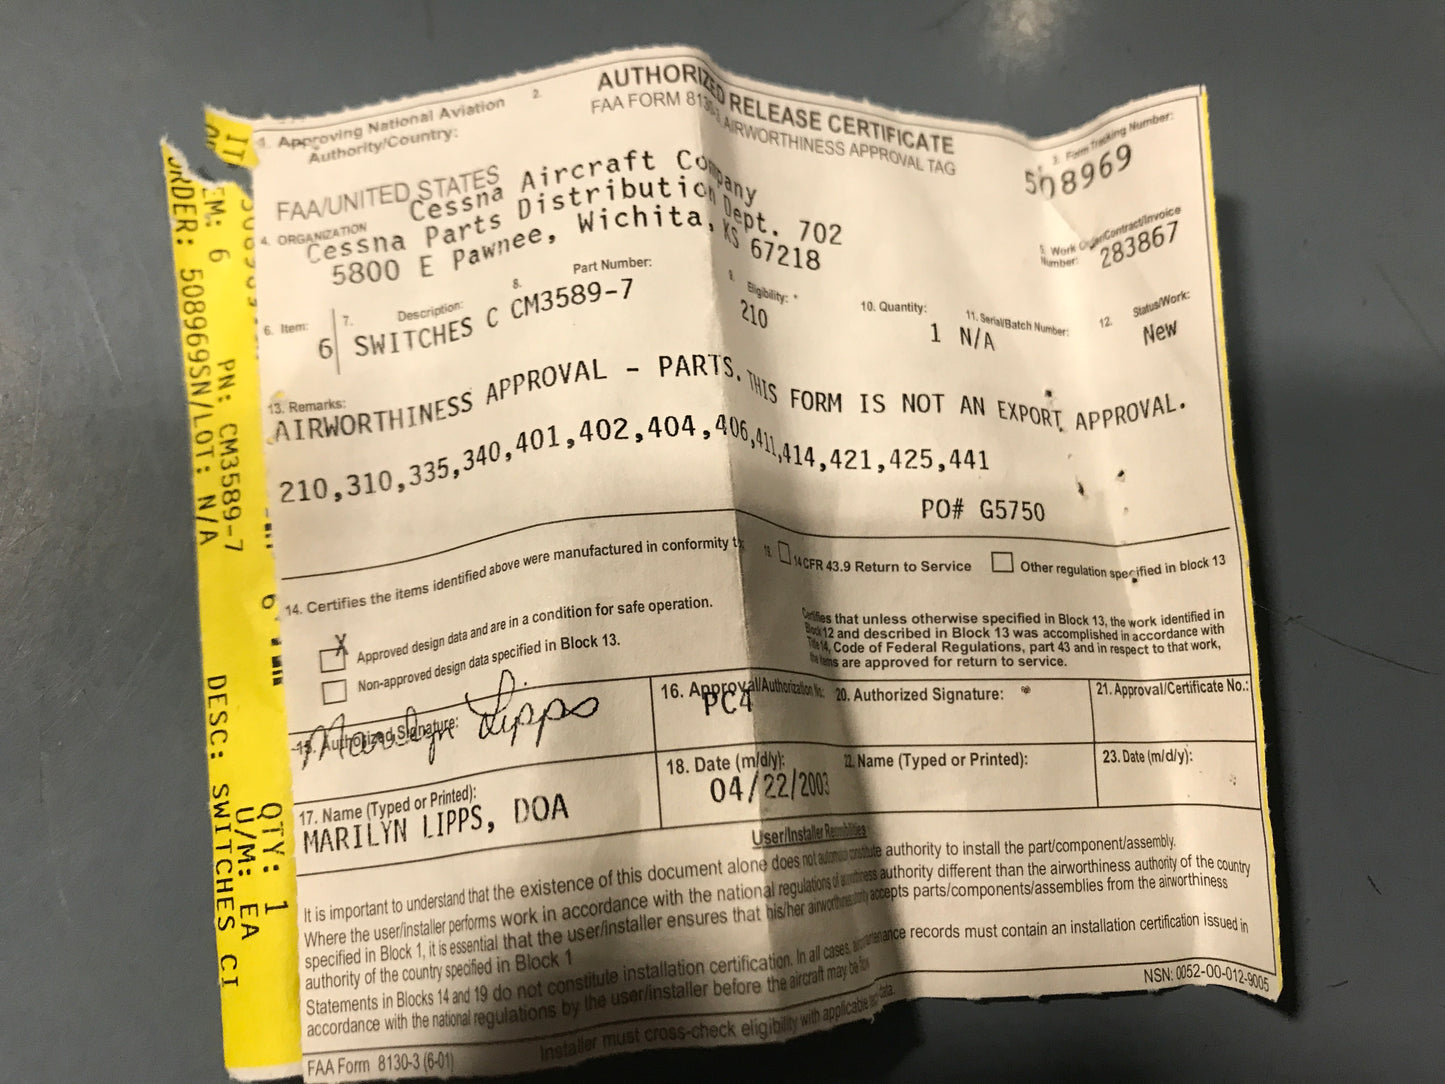 AUTHORIZED RELEASE CERTIFICATE
FAA FORM 8130-3, AIRWORTHINESS APPROVAL TAG
1. Approving National Aviation
Authority/Country:
2.
3. Form Tracking Number:
508969
FAA/UNITED STATES
4. ORGANIZATION
Cessna Aircraft Company
Cessna Parts Distribution Dept. 702
5800 E Pawnee, Wichita, KS 67218
5. Work Order/Contract/Invoice
Number:
283867
6. Item:
6
7. Description:
SWITCHES C
8. Part Number:
CM3589-7
9. Eligibility: *
210
10. Quantity:
1
11. Serial/Batch Number:
N/A
12. Status/Work:
New
13. Remarks:
AIRWORTHINESS APPROVAL - PARTS. THIS FORM IS NOT AN EXPORT APPROVAL.
210,310,335,340,401,402,404,406,411,414,421,425,441
PO# G5750
14. Certifies the items identified above were manufactured in conformity to:
X Approved design data and are in a condition for safe operation.
Non-approved design data specified in Block 13.
19. 14 CFR 43.9 Return to Service Other regulation specified in block 13
Certifies that unless otherwise specified in Block 13, the work identified in
Block 12 and described in Block 13 was accomplished in accordance with
Title 14, Code of Federal Regulations, part 43 and in respect to that work,
the items are approved for return to service.
15. Authorized Signature:
Marilyn Lipps
16. Approval/Authorization No:
PC4
20. Authorized Signature:
21. Approval/Certificate No.:
17. Name (Typed or Printed):
MARILYN LIPPS, DOA
18. Date (m/d/y):
04/22/2003
22. Name (Typed or Printed):
23. Date (m/d/y):
User/Installer
It is important to understand that the existence of this document alone does not constitute authority to install the part/component/assembly.
Where the user/installer performs work in accordance with the national regulations of airworthiness authority different than the airworthiness authority of the country
specified in Block 1, it is essential that the user/installer ensures that his/her accepts parts/components/assemblies from the airworthiness
authority of the country specified in Block 1
Statements in Blocks 14 and 19 do not constitute installation certification. In all cases, maintenance records must contain an installation certification issued in
accordance with the national regulations by the user/installer before the aircraft may be
NSN: 0052-00-012-9005
FAA Form 8130-3 (6-01)
Installer must cross-check eligibility with applicable data.
ORDER: 508969SN/LOT: N/A
ITEM: 6 PN: CM3589-7 DESC: SWITCHES CI
U/M: EA
QTY: 1